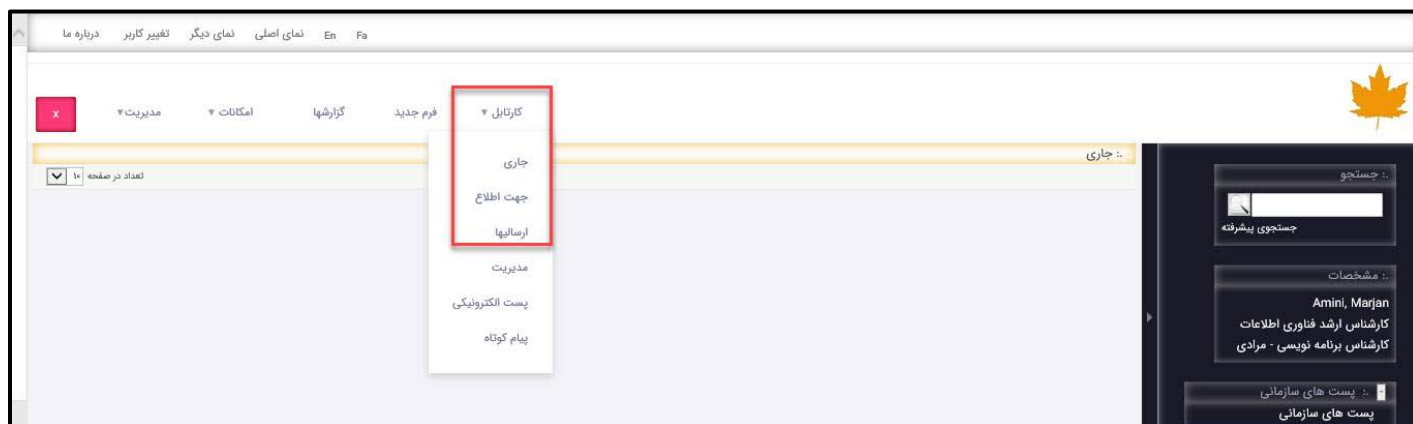 Fa En نمای اصلی نمای دیگر تغییر کاربر درباره ما
کارتابل ▼ فرم جدید گزارشها امکانات ▼ مدیریت ▼ x
جاری
جهت اطلاع
ارسالیها
مدیریت
پست الکترونیکی
پیام کوتاه
.: جاری
تعداد در صفحه ۱۰
.: جستجو
جستجوی پیشرفته
.: مشخصات
Amini, Marjan
کارشناس ارشد فناوری اطلاعات
کارشناس برنامه نویسی - مرادی
.: پست های سازمانی
پست های سازمانی